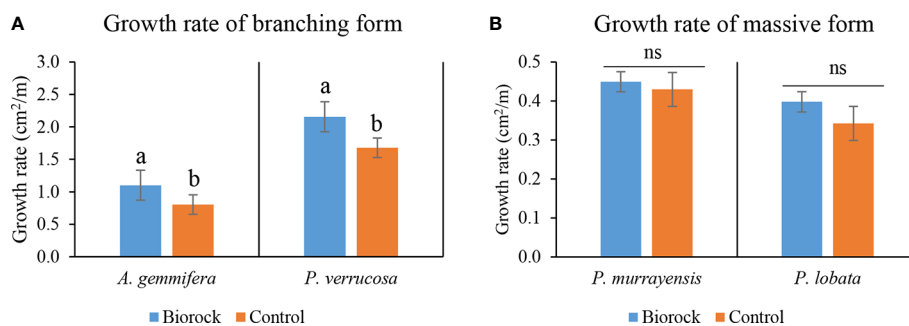 A
Growth rate of branching form
Growth rate (cm²/m)
3.0
2.5
2.0
1.5
1.0
0.5
0.0
a
b
a
b
A. gemmifera
P. verrucosa
Biorock
Control
B
Growth rate of massive form
Growth rate (cm²/m)
0.5
0.4
0.3
0.2
0.1
0
ns
ns
P. murrayensis
P. lobata
Biorock
Control